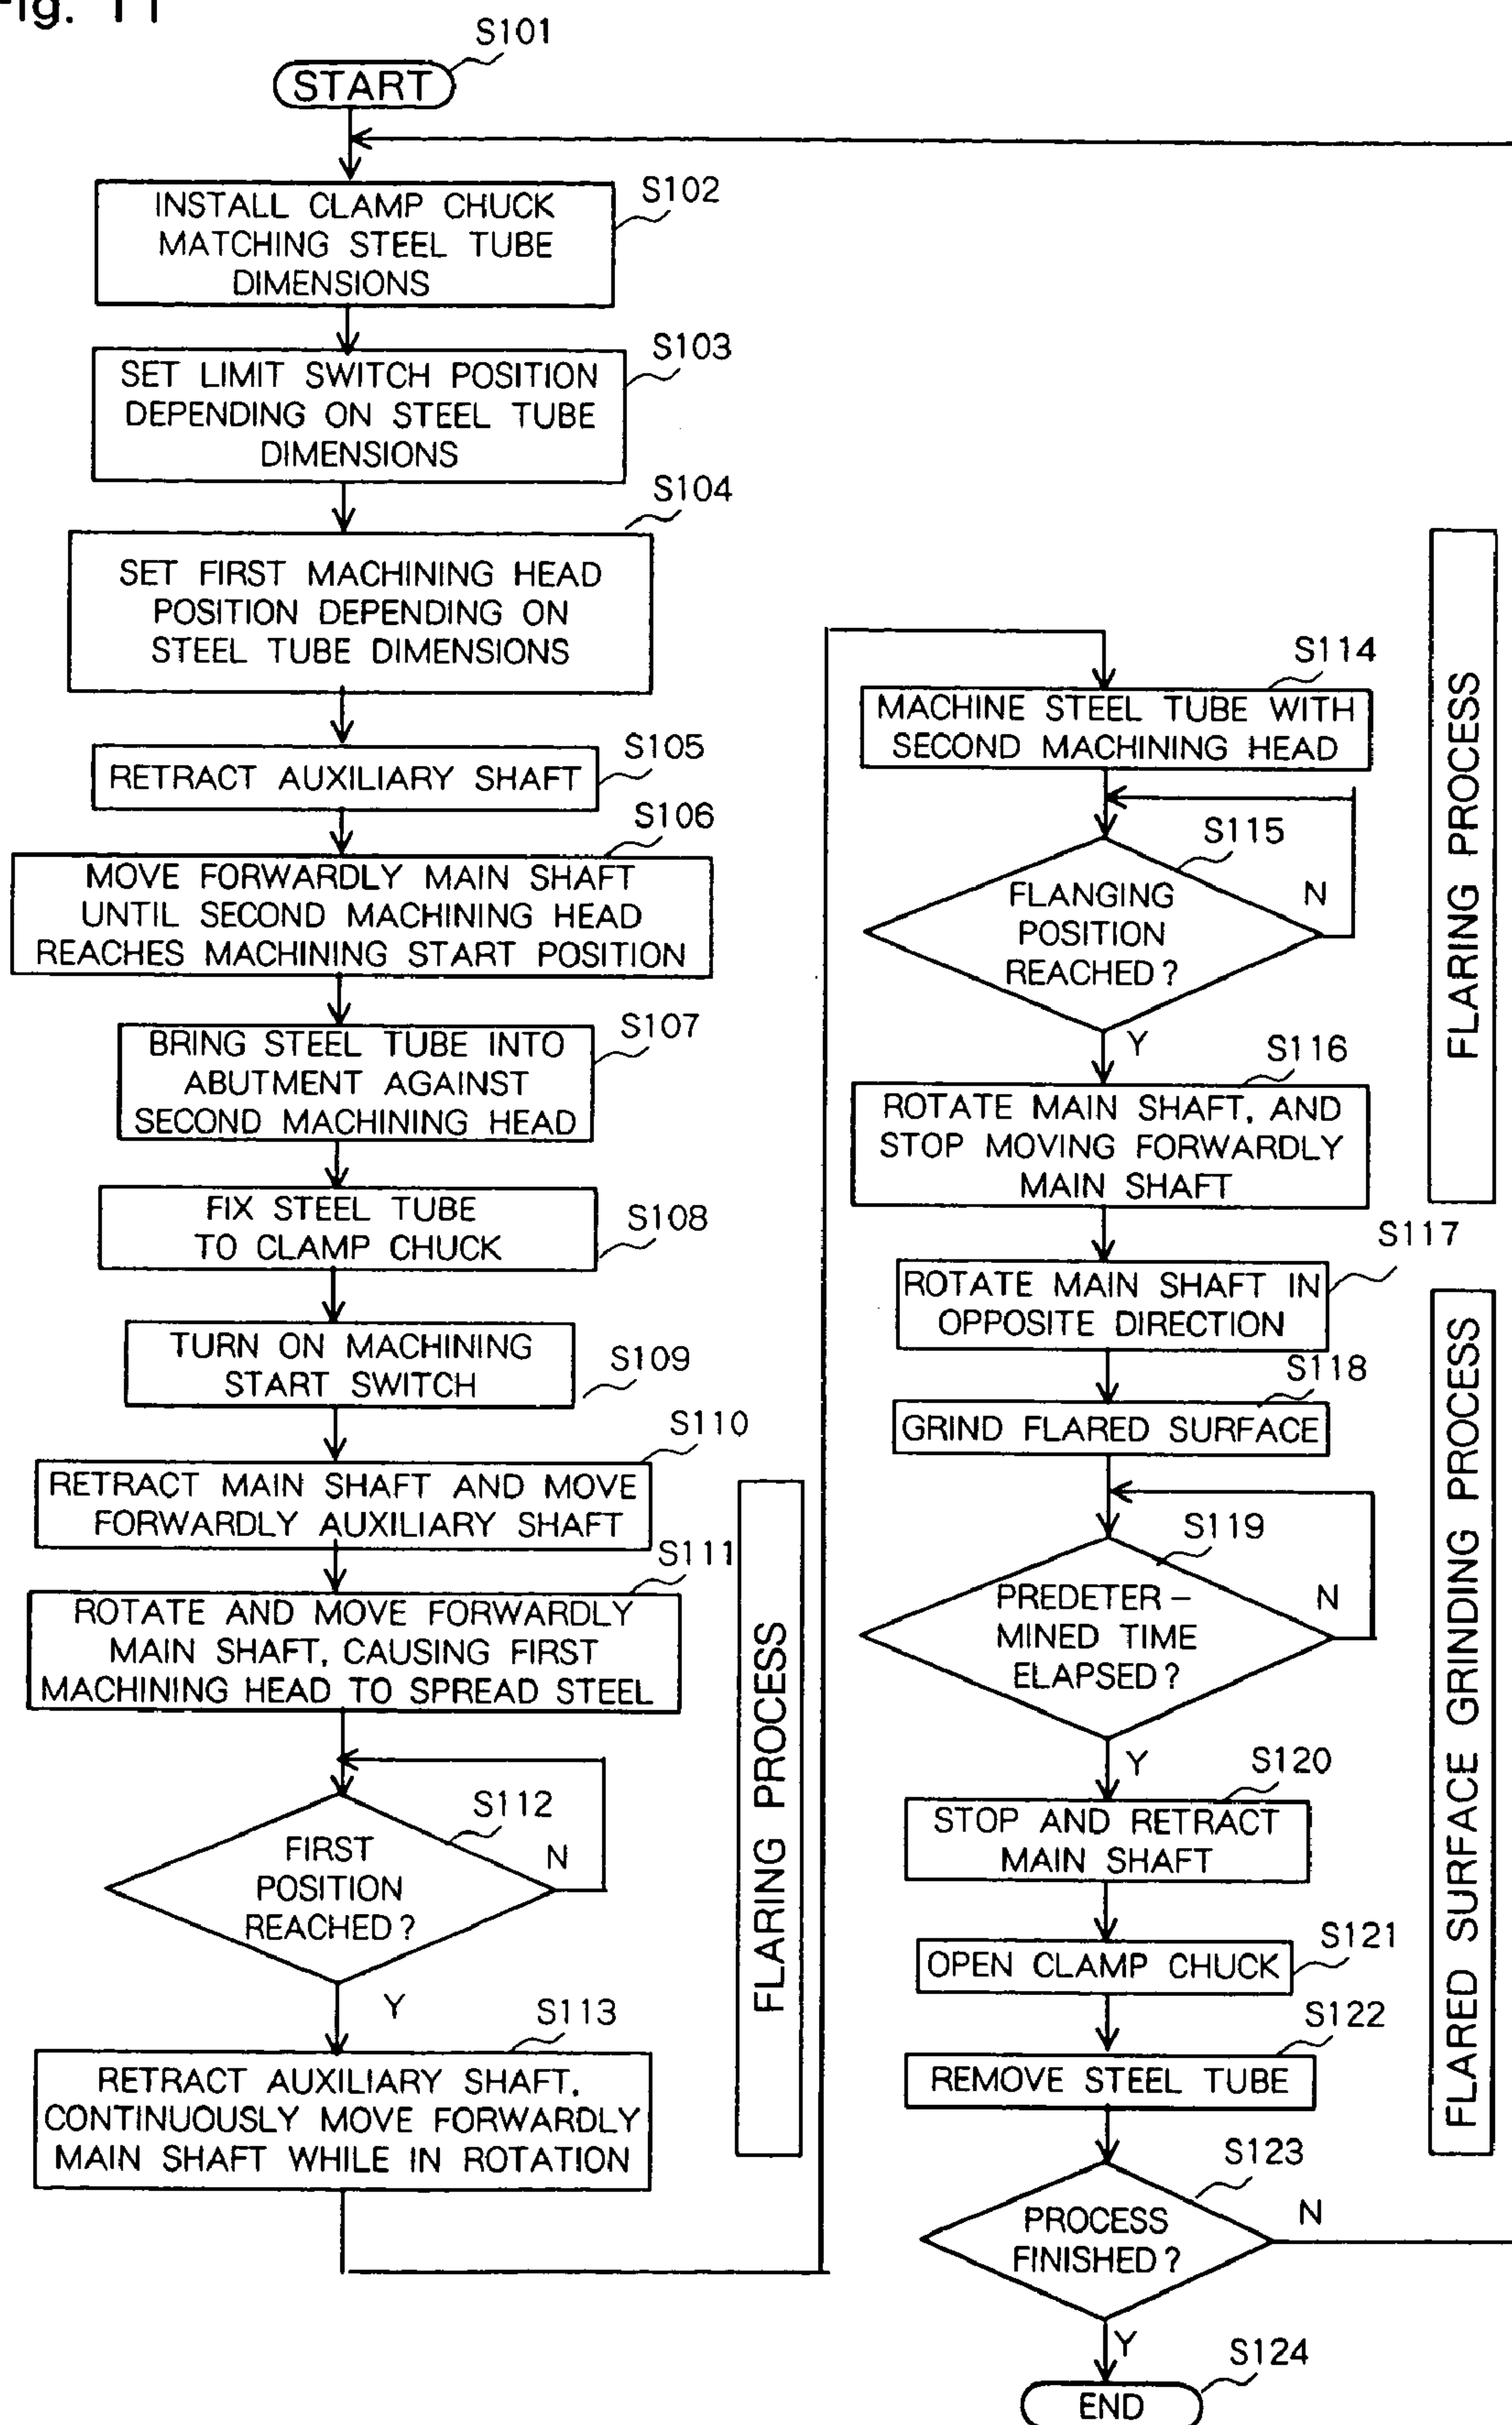 Fig. 11
S101
START
S102
INSTALL CLAMP CHUCK
MATCHING STEEL TUBE
DIMENSIONS
S103
SET LIMIT SWITCH POSITION
DEPENDING ON STEEL TUBE
DIMENSIONS
S104
SET FIRST MACHINING HEAD
POSITION DEPENDING ON
STEEL TUBE DIMENSIONS
S105
RETRACT AUXILIARY SHAFT
S106
MOVE FORWARDLY MAIN SHAFT
UNTIL SECOND MACHINING HEAD
REACHES MACHINING START POSITION
S107
BRING STEEL TUBE INTO
ABUTMENT AGAINST
SECOND MACHINING HEAD
S108
FIX STEEL TUBE
TO CLAMP CHUCK
S109
TURN ON MACHINING
START SWITCH
S110
RETRACT MAIN SHAFT AND MOVE
FORWARDLY AUXILIARY SHAFT
S111
ROTATE AND MOVE FORWARDLY
MAIN SHAFT, CAUSING FIRST
MACHINING HEAD TO SPREAD STEEL
S112
FIRST
POSITION
REACHED?
N
Y
S113
RETRACT AUXILIARY SHAFT,
CONTINUOUSLY MOVE FORWARDLY
MAIN SHAFT WHILE IN ROTATION
FLARING PROCESS
S114
MACHINE STEEL TUBE WITH
SECOND MACHINING HEAD
S115
FLANGING
POSITION
REACHED?
N
Y
S116
ROTATE MAIN SHAFT, AND
STOP MOVING FORWARDLY
MAIN SHAFT
FLARING PROCESS
S117
ROTATE MAIN SHAFT IN
OPPOSITE DIRECTION
S118
GRIND FLARED SURFACE
S119
PREDETER-
MINED TIME
ELAPSED?
N
Y
S120
STOP AND RETRACT
MAIN SHAFT
S121
OPEN CLAMP CHUCK
S122
REMOVE STEEL TUBE
FLARED SURFACE GRINDING PROCESS
S123
PROCESS
FINISHED?
N
Y
S124
END